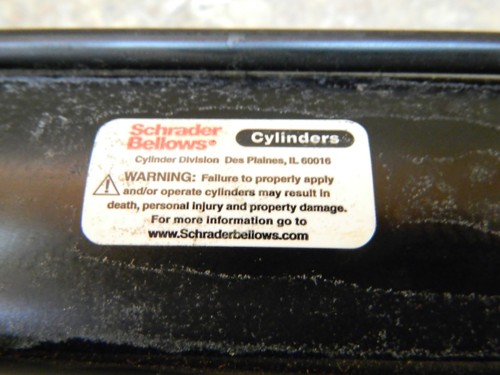 Schrader
Bellows® Cylinders
Cylinder Division Des Plaines, IL 60016
WARNING: Failure to properly apply
and/or operate cylinders may result in
death, personal injury and property damage.
For more information go to
www.Schraderbellows.com